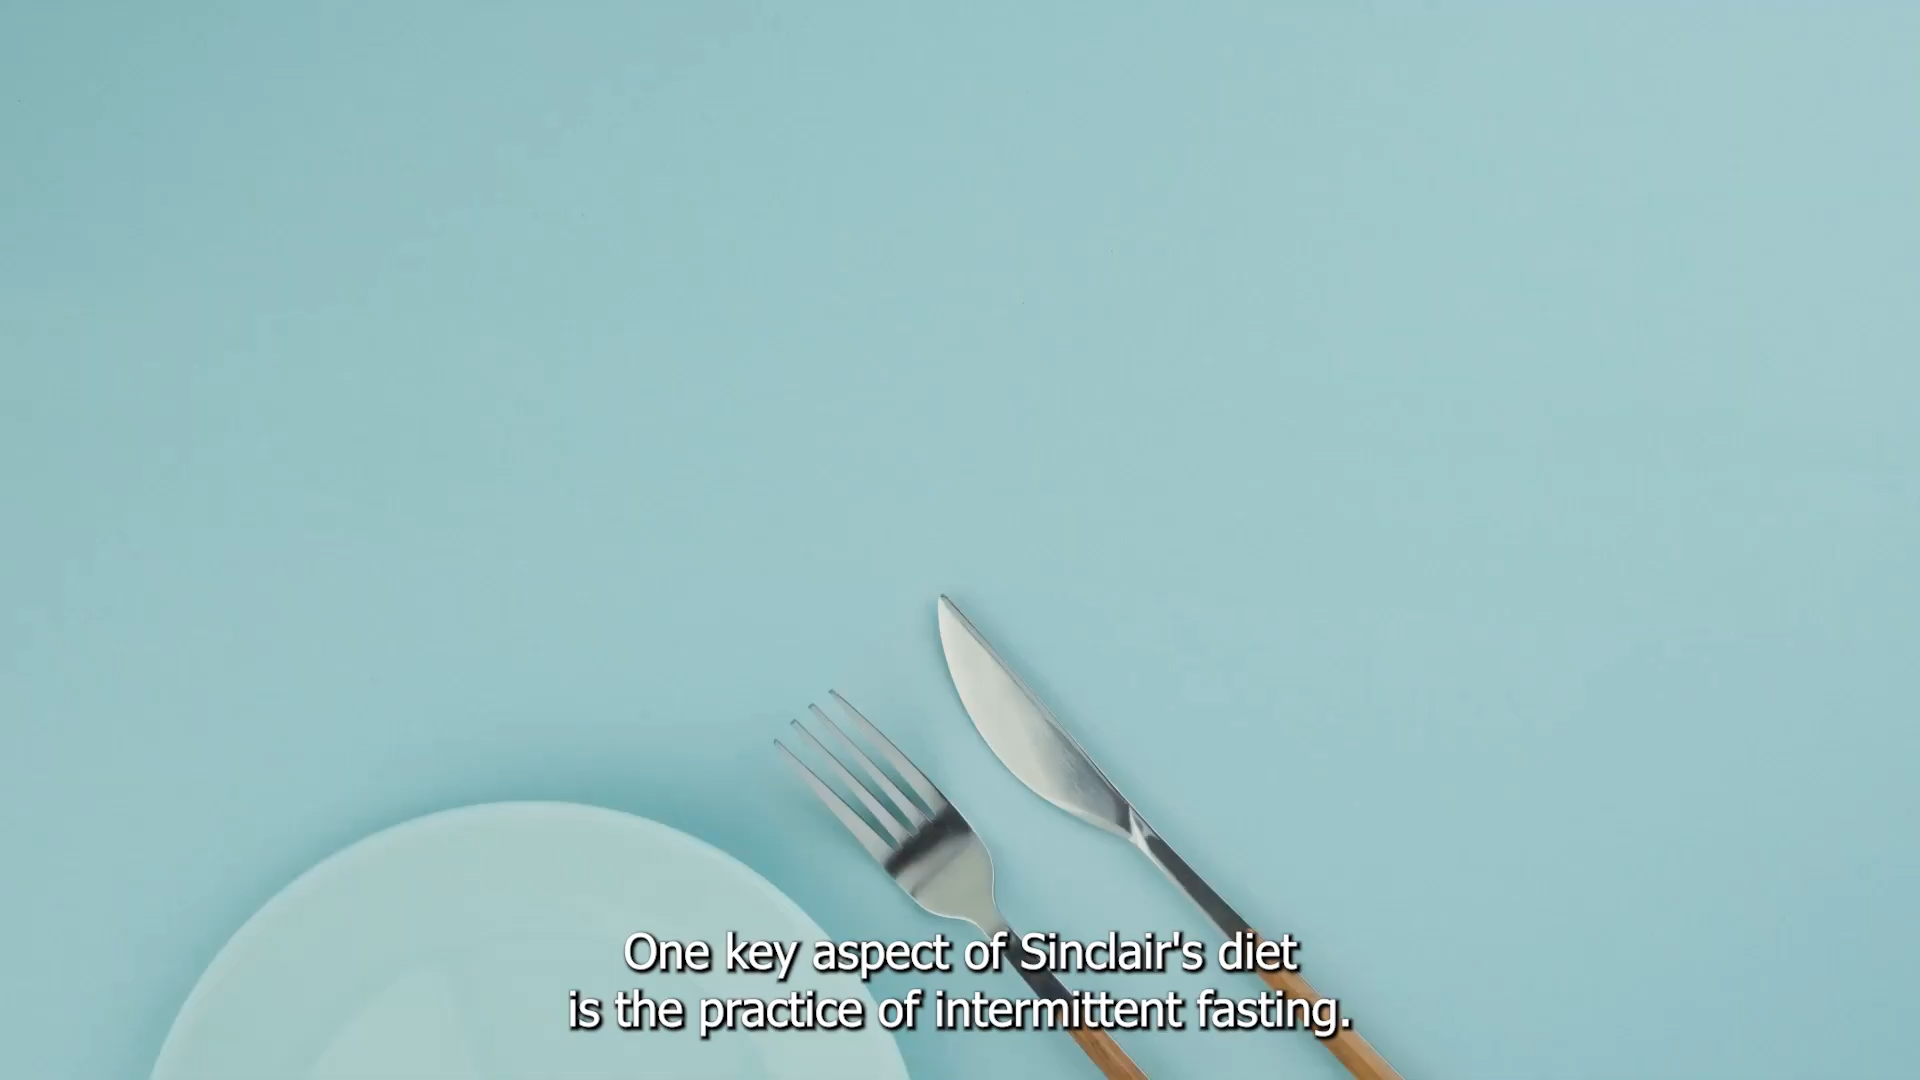 One key aspect of Sinclair's diet
is the practice of intermittent fasting.